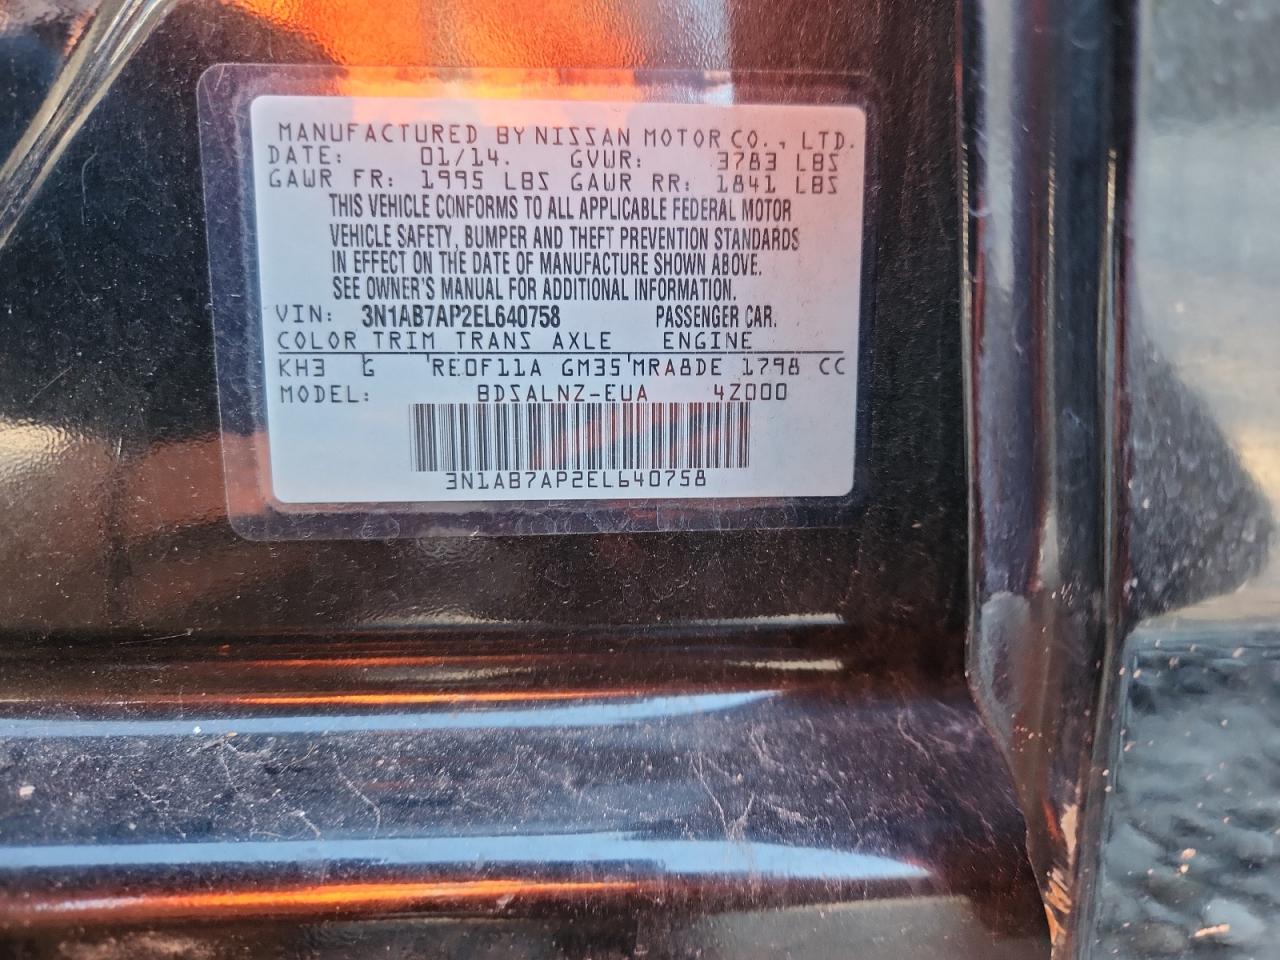 MANUFACTURED BY NISSAN MOTOR CO., LTD.
DATE: 01/14. GVWR: 3783 LBS
GAWR FR: 1995 LBS GAWR RR: 1841 LBS
THIS VEHICLE CONFORMS TO ALL APPLICABLE FEDERAL MOTOR
VEHICLE SAFETY, BUMPER AND THEFT PREVENTION STANDARDS
IN EFFECT ON THE DATE OF MANUFACTURE SHOWN ABOVE.
SEE OWNER'S MANUAL FOR ADDITIONAL INFORMATION.
VIN: 3N1AB7AP2EL640758 PASSENGER CAR.
COLOR TRIM TRANS AXLE ENGINE
KH3 G RE0F11A GM35 MRA8DE 1798 CC
MODEL: BDSALNZ-EUA 4Z000
3N1AB7AP2EL640758